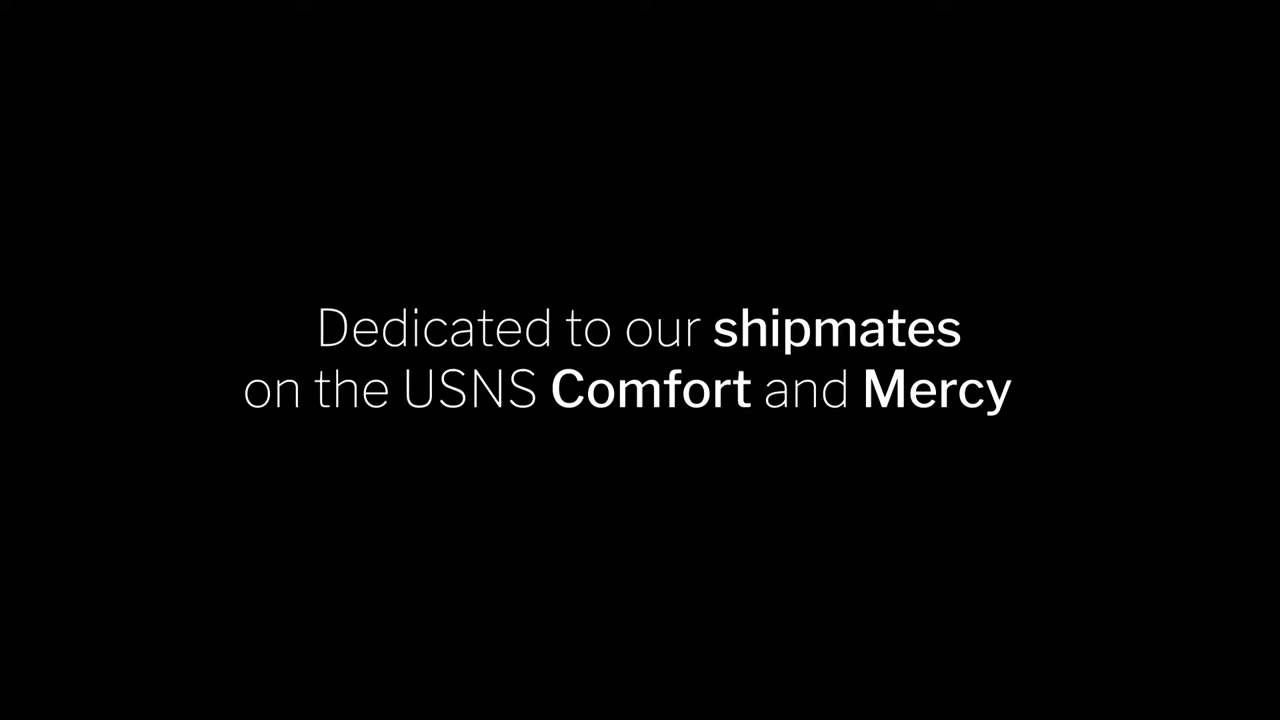 Dedicated to our shipmates
on the USNS Comfort and Mercy